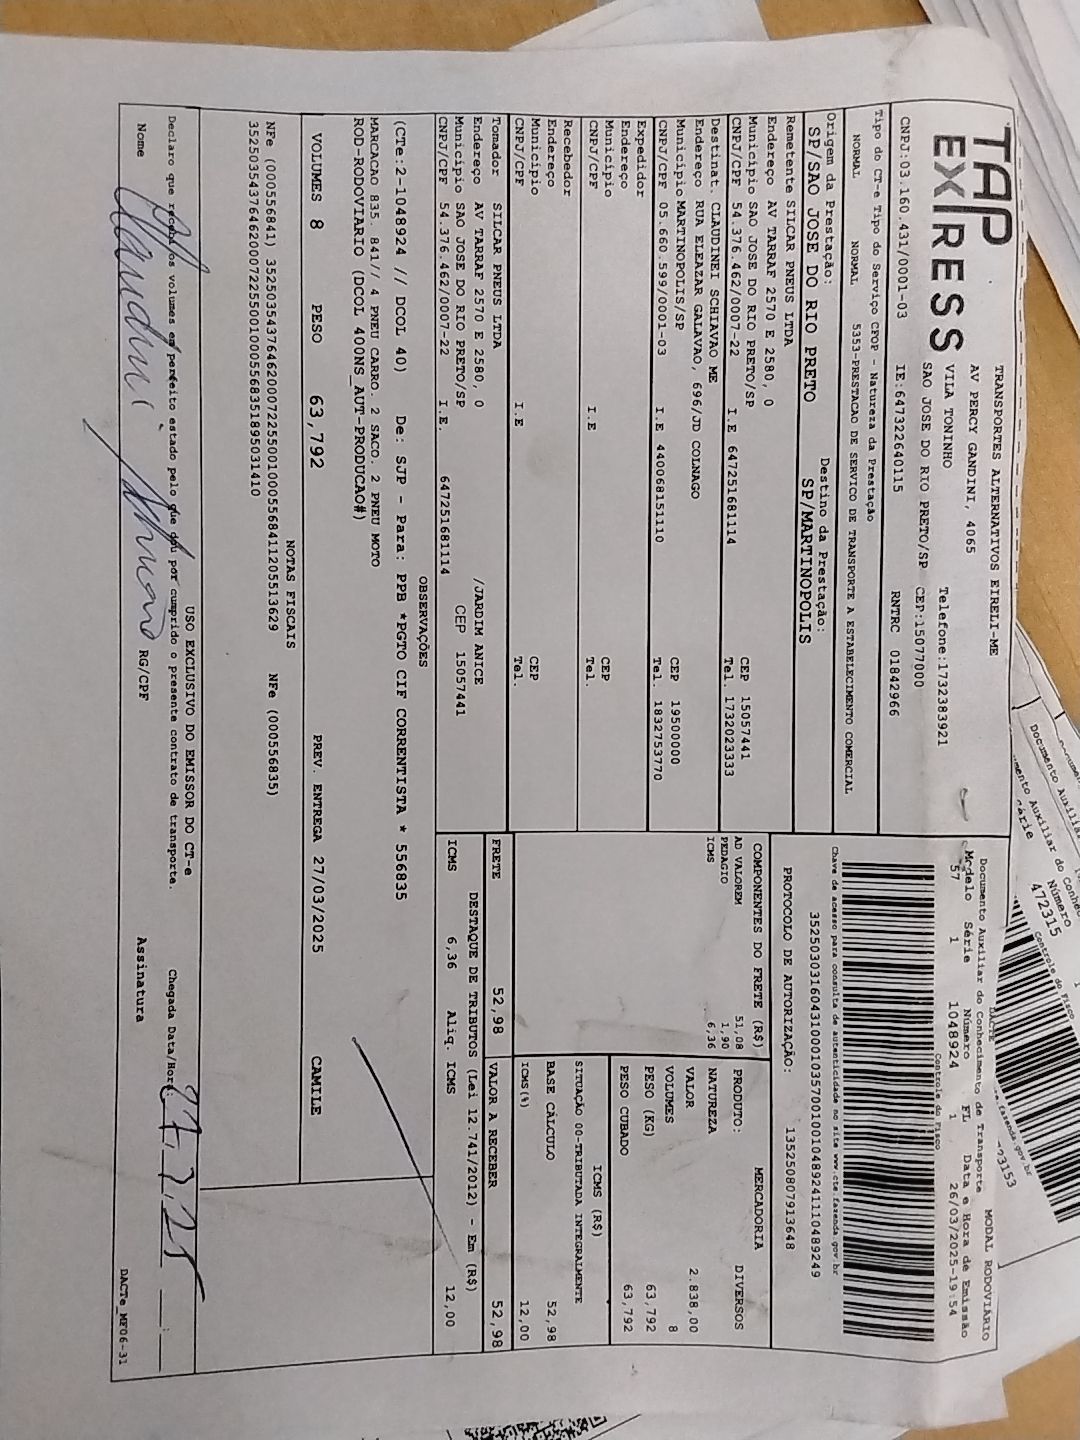 TAP
EXPRESS
TRANSPORTES ALTERNATIVOS EIRELI-ME
AV PERCY GANDINI, 4065
VILA TONINHO Telefone:1732383921
SAO JOSE DO RIO PRETO/SP CEP:15077000
CNPJ:03.160.431/0001-03 IE:647322640115 RNTRC 01842966
DACTE MODAL RODOVIÁRIO
Documento Auxiliar do Conhecimento de Transporte
Modelo Série Número FL Data e Hora de Emissão
57 1 1048924 1 26/03/2025-19:54
Controle do Fisco
Chave de acesso para consulta de autenticidade no site www.cte.fazenda.gov.br
PROTOCOLO DE AUTORIZAÇÃO: 135250807913648
Tipo do CT-e Tipo do Serviço CFOP - Natureza da Prestação
NORMAL NORMAL 5353-PRESTACAO DE SERVICO DE TRANSPORTE A ESTABELECIMENTO COMERCIAL
Origem da Prestação: Destino da Prestação:
SP/SAO JOSE DO RIO PRETO SP/MARTINOPOLIS
Remetente SILCAR PNEUS LTDA
Endereço AV TARRAF 2570 E 2580, 0
Município SAO JOSE DO RIO PRETO/SP CEP 15057441
CNPJ/CPF 54.376.462/0007-22 I.E 647251681114 Tel. 1732023333
Destinat. CLAUDINEI SCHIAVAO ME
Endereço RUA ELEAZAR GALAVAO, 696/JD COLNAGO
Município MARTINOPOLIS/SP CEP 19500000
CNPJ/CPF 05.660.599/0001-03 I.E 440068151110 Tel. 1832753770
Expedidor
Endereço
Município CEP
CNPJ/CPF I.E Tel.
Recebedor
Endereço
Município CEP
CNPJ/CPF I.E Tel.
Tomador SILCAR PNEUS LTDA
Endereço AV TARRAF 2570 E 2580, 0 /JARDIM ANICE
Município SAO JOSE DO RIO PRETO/SP CEP 15057441
CNPJ/CPF 54.376.462/0007-22 I.E. 647251681114
COMPONENTES DO FRETE (R$)
AD VALOREM 51,08
PEDAGIO 1,90
ICMS 6,36
MERCADORIA
PRODUTO: DIVERSOS
NATUREZA
VALOR 2.838,00
VOLUMES 8
PESO (KG) 63,792
PESO CUBADO 63,792
ICMS (R$)
SITUAÇÃO 00-TRIBUTADA INTEGRALMENTE
BASE CÁLCULO 52,98
ICMS(%) 12,00
FRETE 52,98 VALOR A RECEBER 52,98
DESTAQUE DE TRIBUTOS (Lei 12.741/2012) - Em (R$)
ICMS 6,36 Aliq. ICMS 12,00
OBSERVAÇÕES
(CTe:2-1048924 // DCOL 40) De: SJP - Para: PPB *PGTO CIF CORRENTISTA * 556835
MARCACAO 835. 841// 4 PNEU CARRO. 2 SACO. 2 PNEU MOTO
ROD-RODOVIARIO (DCOL 400NS_AUT-PRODUCAO#)
VOLUMES 8 PESO 63,792 PREV. ENTREGA 27/03/2025 CAMILE
NOTAS FISCAIS
NFe (000556841) NFe (000556835)
USO EXCLUSIVO DO EMISSOR DO CT-e
Declaro que recebi os volumes em perfeito estado pelo que dou por cumprido o presente contrato de transporte. Chegada Data/Hora:
Nome RG/CPF Assinatura
DACTe_MF06-31
Documento Auxiliar do
Número
472315
Controle do Fisco